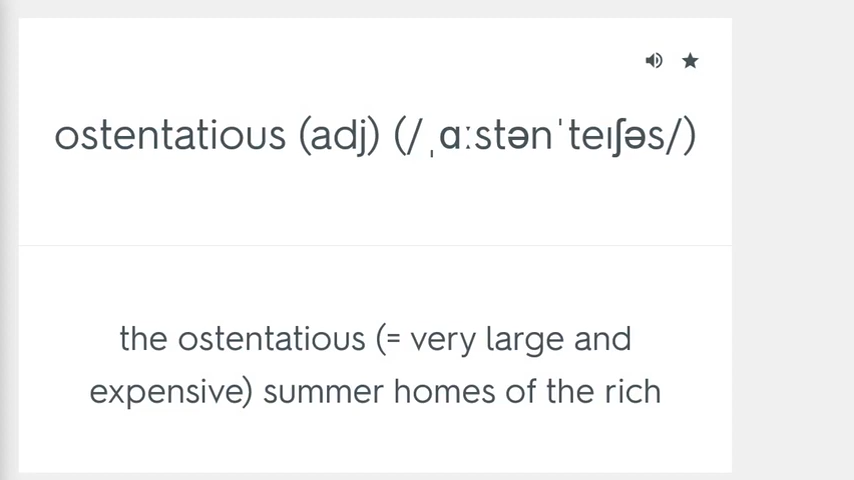 ostentatious (adj) (/ˌɑːstənˈteɪʃəs/)
the ostentatious (= very large and
expensive) summer homes of the rich